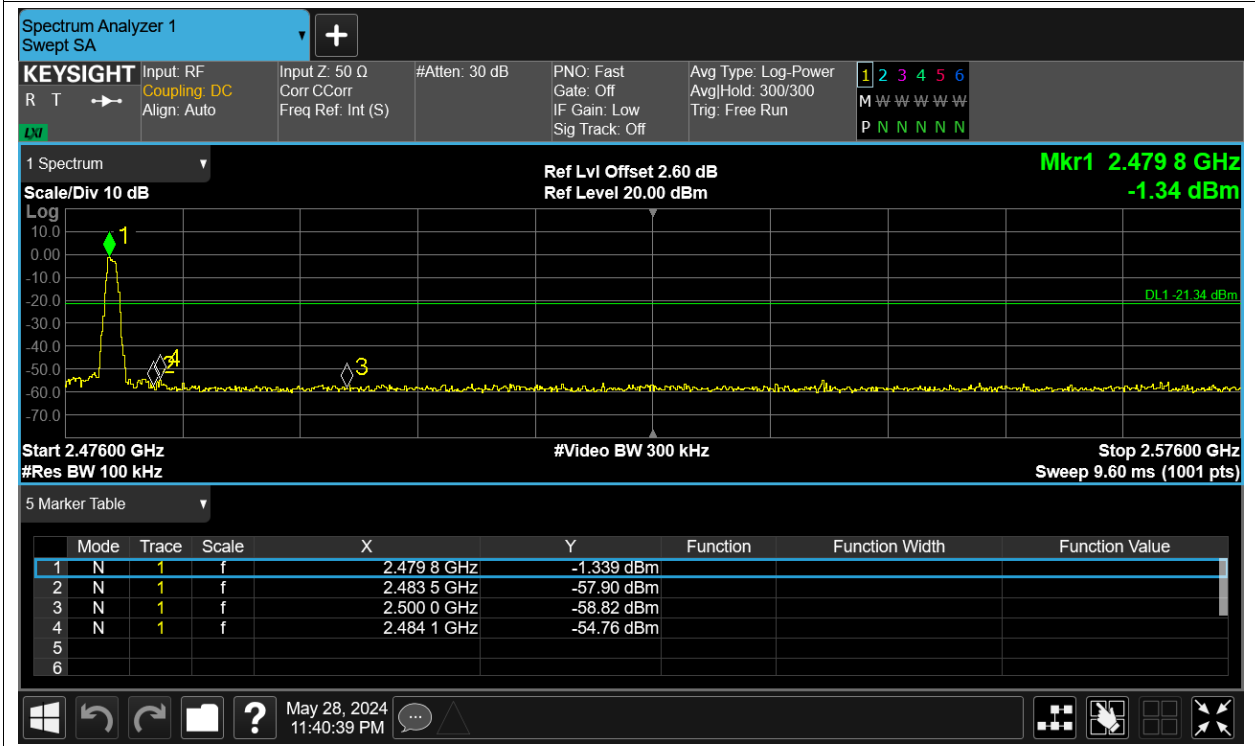 Spectrum Analyzer 1
Swept SA
KEYSIGHT
R T
LXI
Input: RF
Coupling: DC
Align: Auto
Input Z: 50 Ω
Corr CCorr
Freq Ref: Int (S)
#Atten: 30 dB
PNO: Fast
Gate: Off
IF Gain: Low
Sig Track: Off
Avg Type: Log-Power
Avg|Hold: 300/300
Trig: Free Run
1 2 3 4 5 6
M W W W W W
P N N N N N
1 Spectrum
Scale/Div 10 dB
Ref Lvl Offset 2.60 dB
Ref Level 20.00 dBm
Mkr1 2.479 8 GHz
-1.34 dBm
Log
10.0
0.00
-10.0
-20.0
-30.0
-40.0
-50.0
-60.0
-70.0
1
2
4
3
DL1 -21.34 dBm
Start 2.47600 GHz
#Video BW 300 kHz
Stop 2.57600 GHz
#Res BW 100 kHz
Sweep 9.60 ms (1001 pts)
5 Marker Table
Mode Trace Scale X Y Function Function Width Function Value
1 N 1 f 2.479 8 GHz -1.339 dBm
2 N 1 f 2.483 5 GHz -57.90 dBm
3 N 1 f 2.500 0 GHz -58.82 dBm
4 N 1 f 2.484 1 GHz -54.76 dBm
5
6
?
May 28, 2024
11:40:39 PM